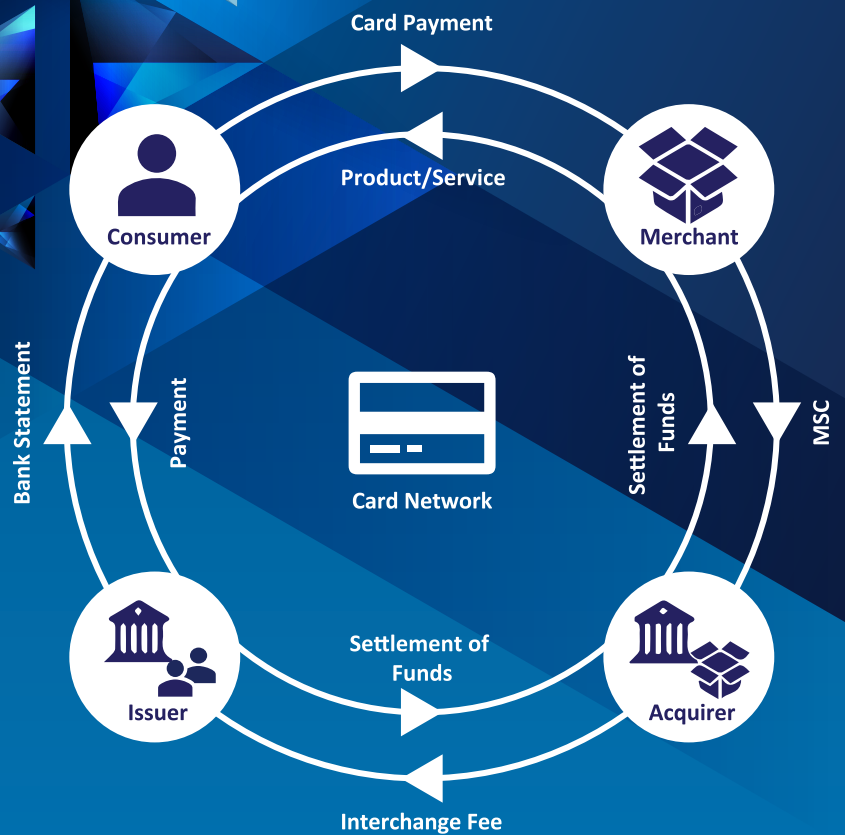 Card Payment
Product/Service
Consumer
Merchant
Bank Statement
Payment
Settlement of
Funds
MSC
Card Network
Settlement of
Funds
Issuer
Acquirer
Interchange Fee